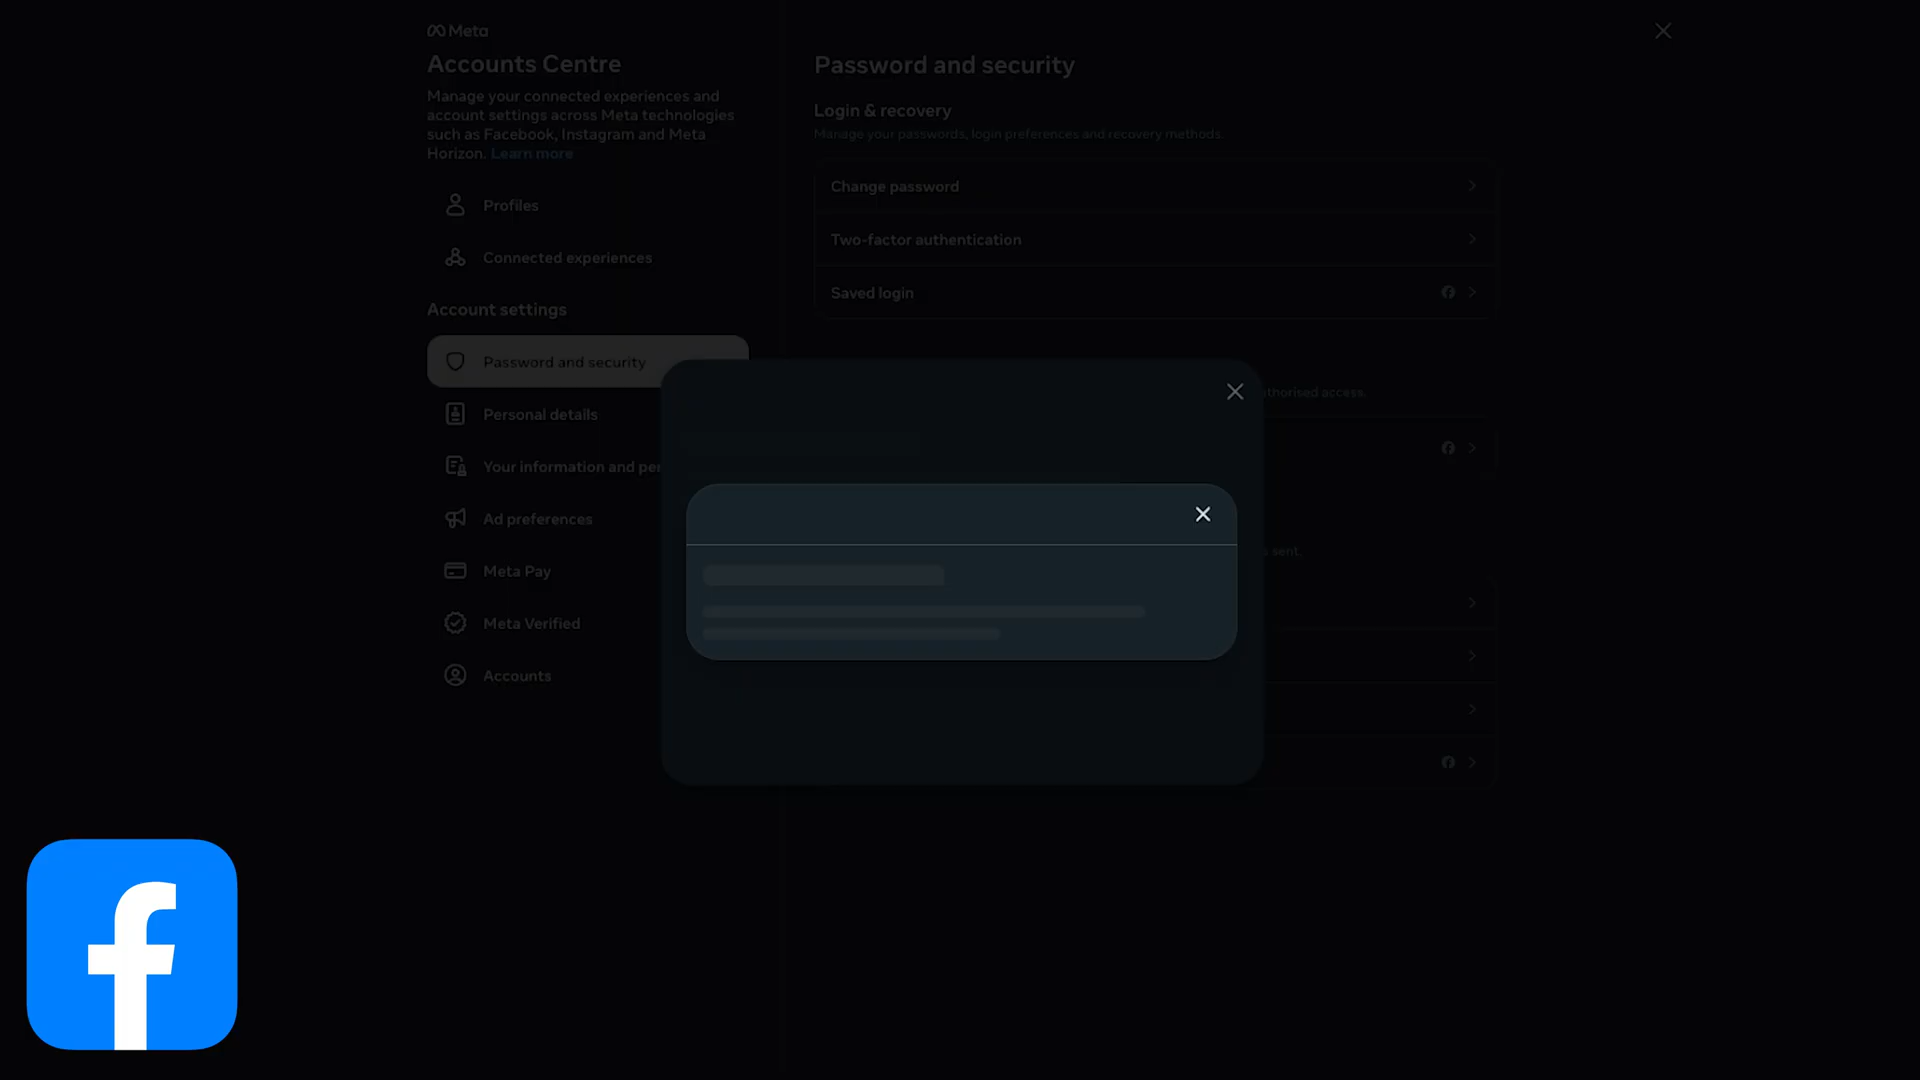 Meta
Accounts Centre
Manage your connected experiences and
account settings across Meta technologies
such as Facebook, Instagram and Meta
Horizon. Learn more
Profiles
Connected experiences
Account settings
Password and security
Personal details
Your information and per
Ad preferences
Meta Pay
Meta Verified
Accounts
Password and security
Login & recovery
Manage your passwords, login preferences and recovery methods.
Change password
Two-factor authentication
Saved login
thorised access.
sent.